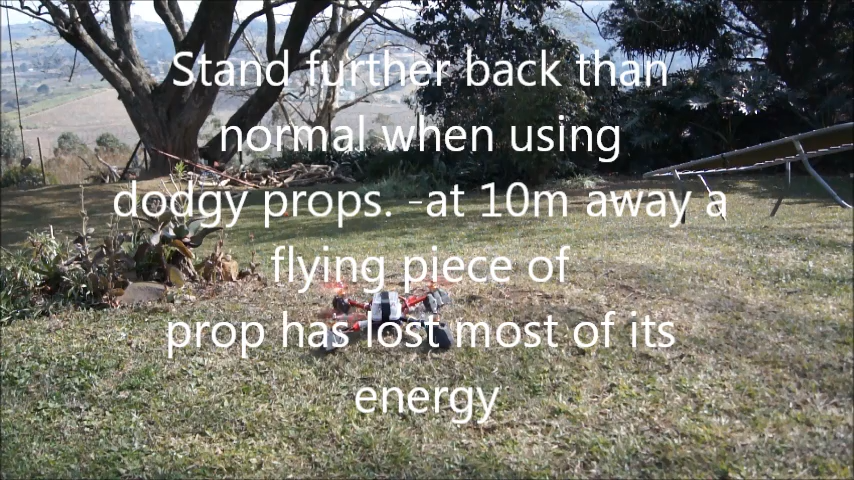 Stand further back than
normal when using
dodgy props. -at 10m away a
flying piece of
prop has lost most of its
energy